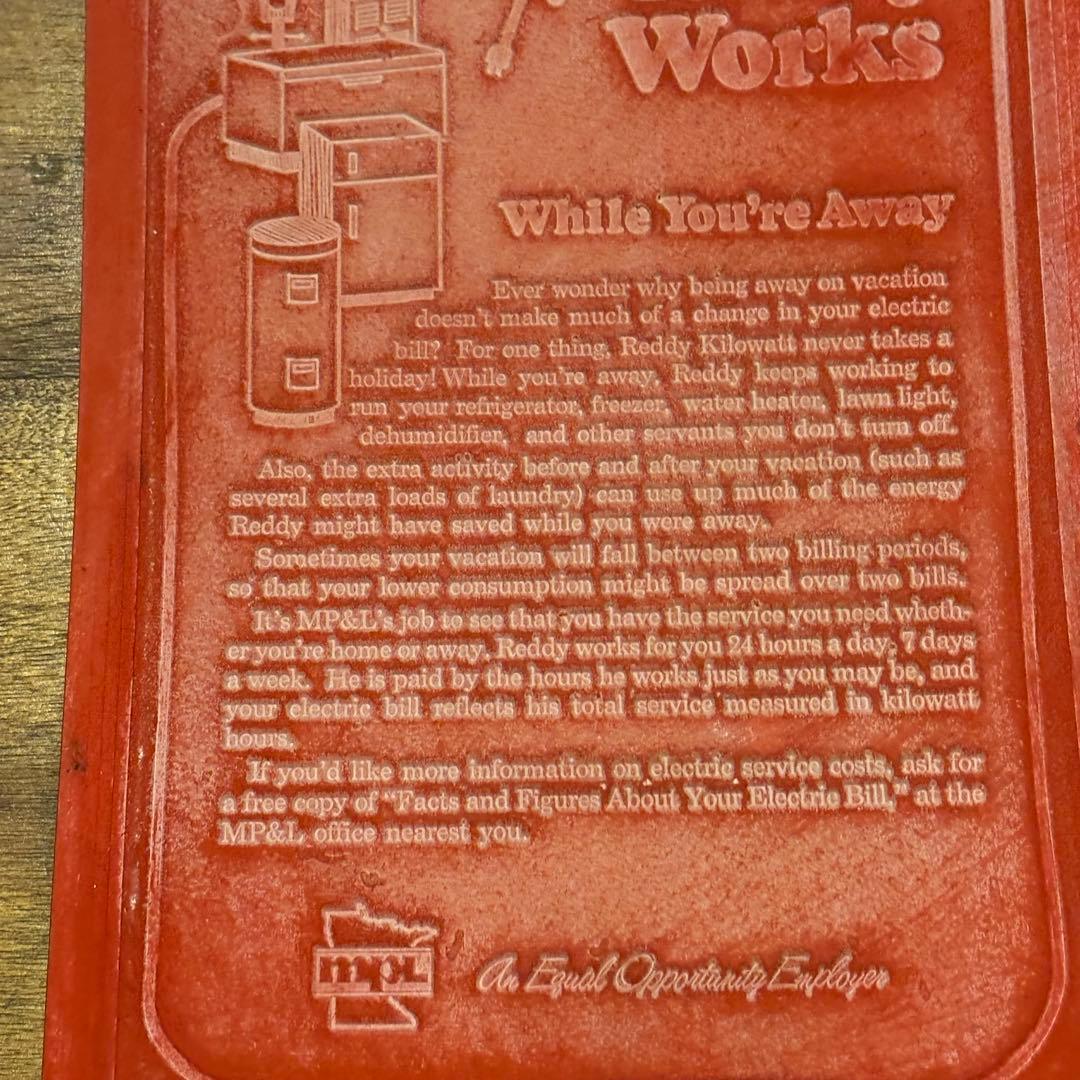 Works
While You're Away
Ever wonder why being away on vacation
doesn't make much of a change in your electric
bill? For one thing, Reddy Kilowatt never takes a
holiday! While you're away, Reddy keeps working to
run your refrigerator, freezer, water heater, lawn light,
dehumidifier, and other servants you don't turn off.
Also, the extra activity before and after your vacation (such as
several extra loads of laundry) can use up much of the energy
Reddy might have saved while you were away.
Sometimes your vacation will fall between two billing periods,
so that your lower consumption might be spread over two bills.
It's MP&L's job to see that you have the service you need wheth-
er you're home or away. Reddy works for you 24 hours a day, 7 days
a week. He is paid by the hours he works just as you may be, and
your electric bill reflects his total service measured in kilowatt
hours.
If you'd like more information on electric service costs, ask for
a free copy of "Facts and Figures About Your Electric Bill," at the
MP&L office nearest you.
mpl
An Equal Opportunity Employer